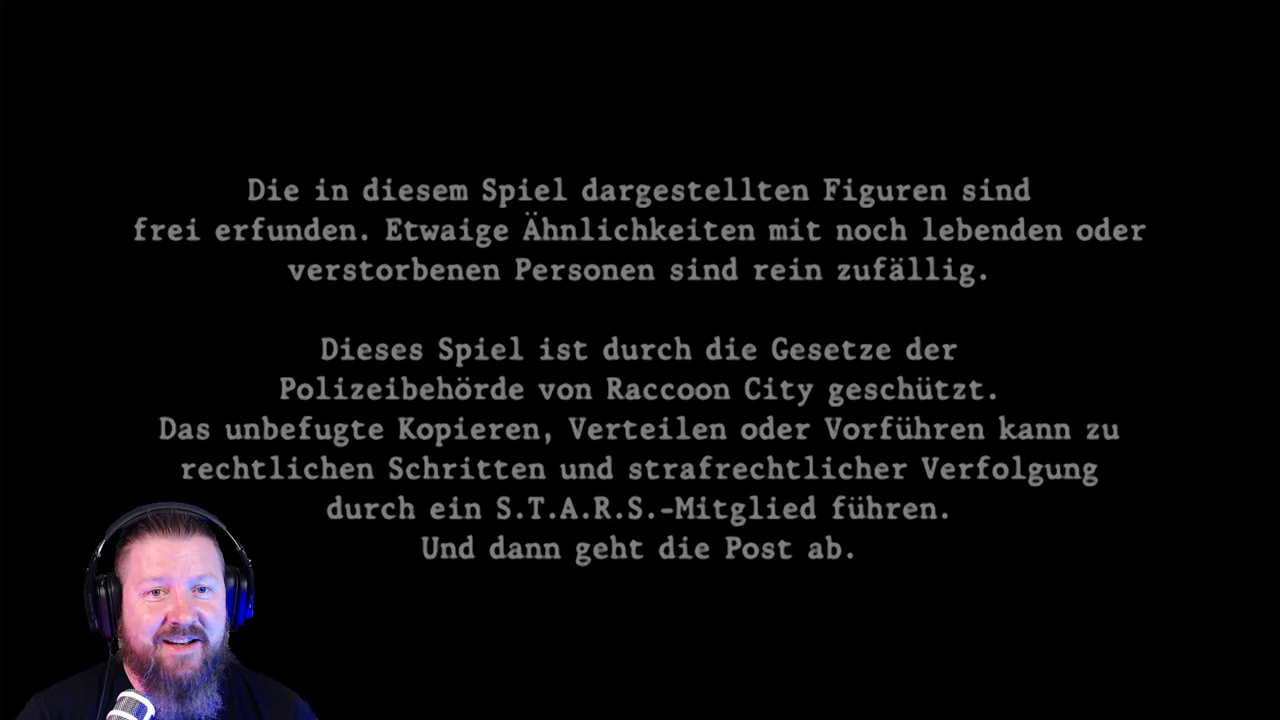 Die in diesem Spiel dargestellten Figuren sind
frei erfunden. Etwaige Ähnlichkeiten mit noch lebenden oder
verstorbenen Personen sind rein zufällig.
Dieses Spiel ist durch die Gesetze der
Polizeibehörde von Raccoon City geschützt.
Das unbefugte Kopieren, Verteilen oder Vorführen kann zu
rechtlichen Schritten und strafrechtlicher Verfolgung
durch ein S.T.A.R.S.-Mitglied führen.
Und dann geht die Post ab.